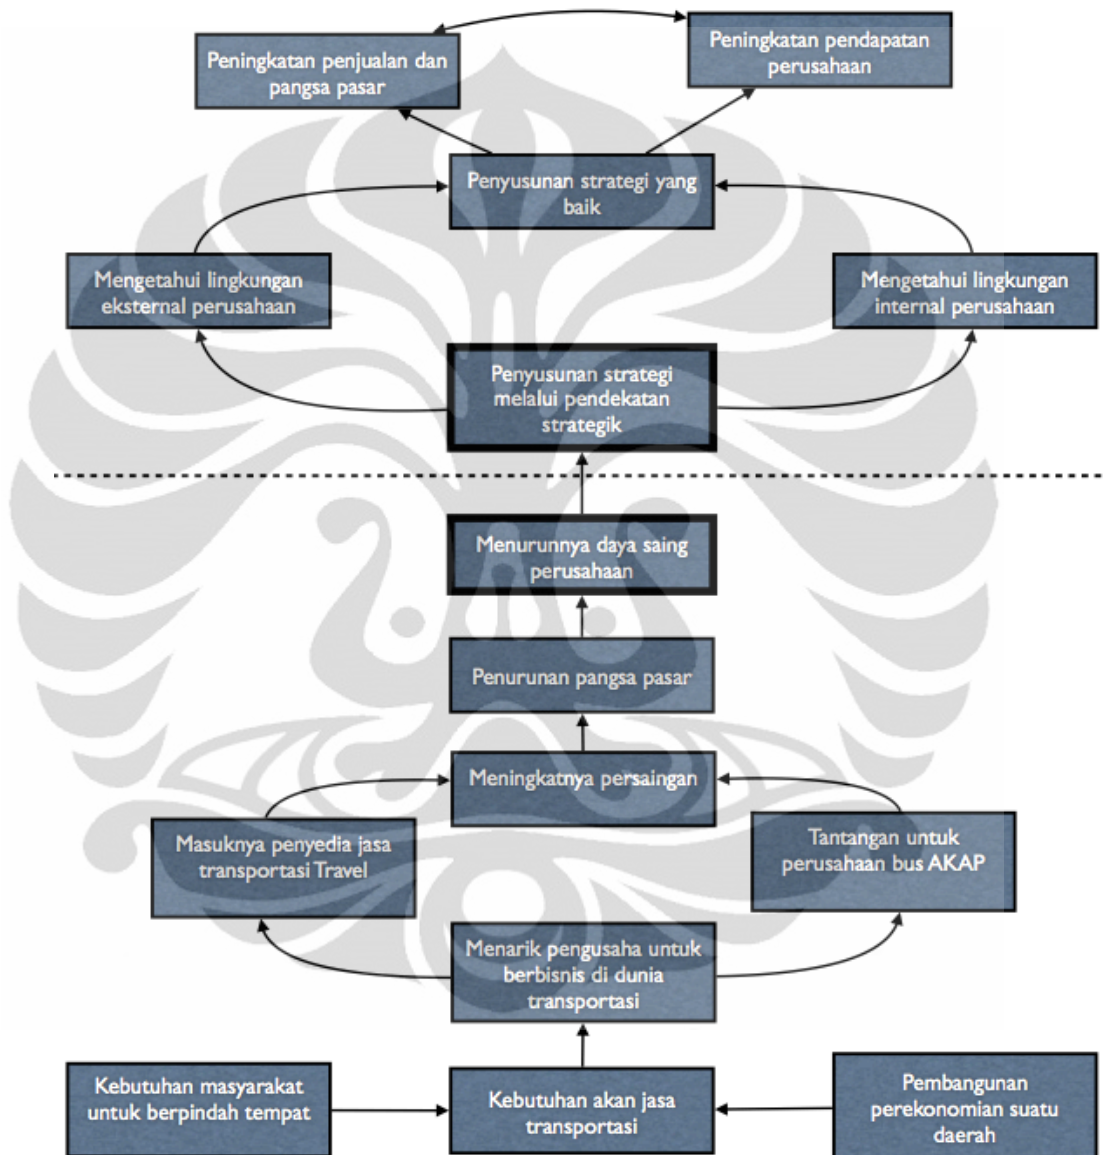 Peningkatan penjualan dan
pangsa pasar
Peningkatan pendapatan
perusahaan
Penyusunan strategi yang
baik
Mengetahui lingkungan
eksternal perusahaan
Mengetahui lingkungan
internal perusahaan
Penyusunan strategi
melalui pendekatan
strategik
Menurunnya daya saing
perusahaan
Penurunan pangsa pasar
Meningkatnya persaingan
Masuknya penyedia jasa
transportasi Travel
Tantangan untuk
perusahaan bus AKAP
Menarik pengusaha untuk
berbisnis di dunia
transportasi
Kebutuhan masyarakat
untuk berpindah tempat
Kebutuhan akan jasa
transportasi
Pembangunan
perekonomian suatu
daerah